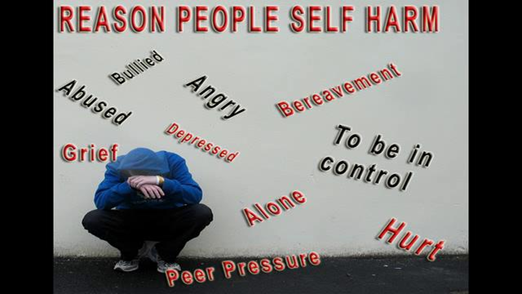 REASON PEOPLE SELF HARM
Bullied
Angry
Abused
Bereavement
Depressed
To be in
control
Grief
Alone
Hurt
Peer Pressure